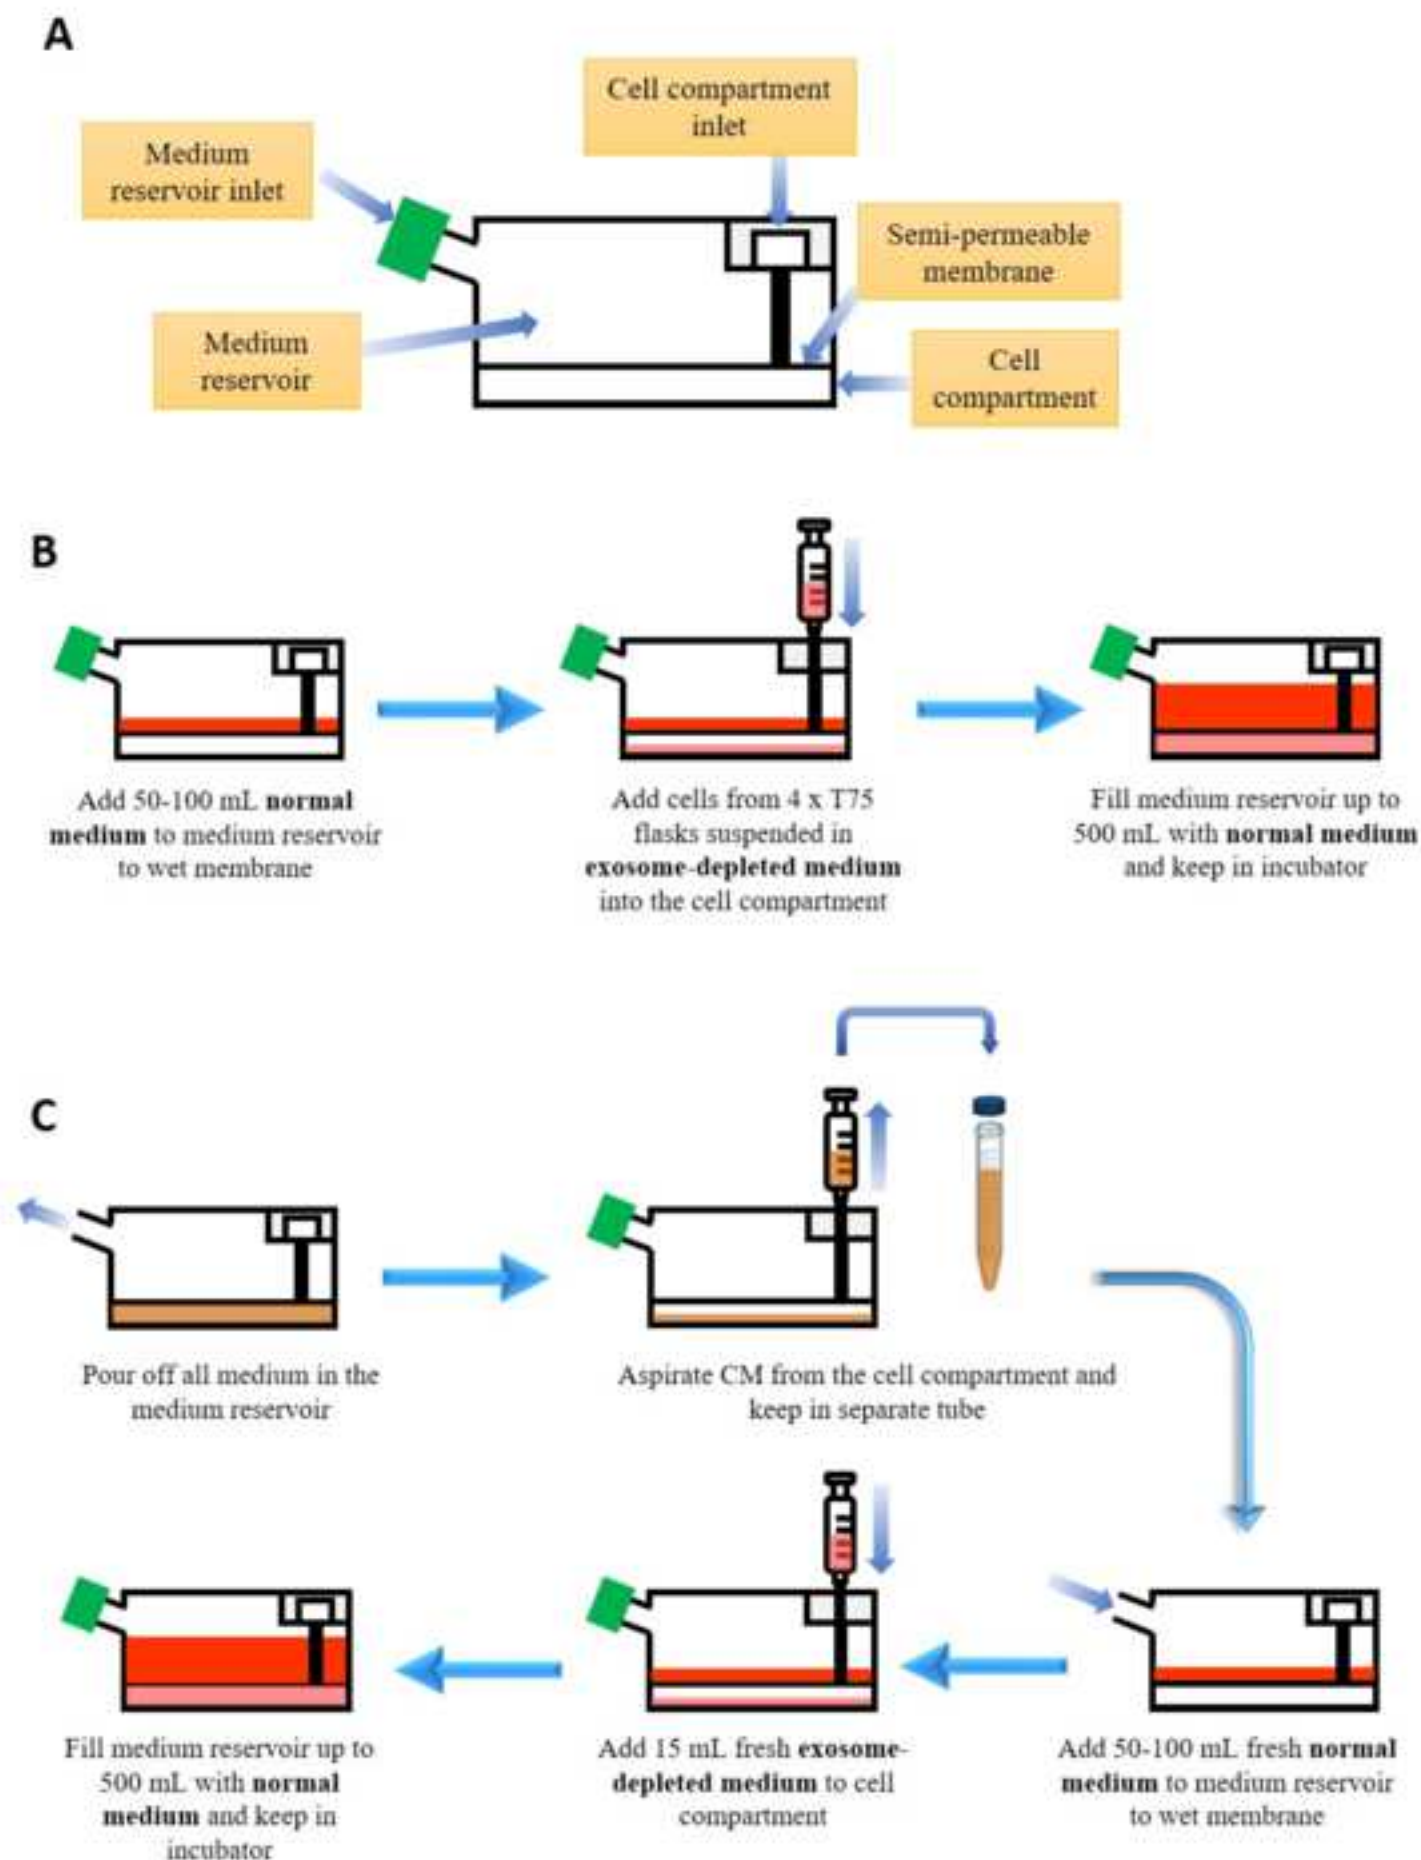 A
Cell compartment
inlet
Medium
reservoir inlet
Semi-permeable
membrane
Medium
reservoir
Cell
compartment
B
Add 50-100 mL normal
medium to medium reservoir
to wet membrane
Add cells from 4 x T75
flasks suspended in
exosome-depleted medium
into the cell compartment
Fill medium reservoir up to
500 mL with normal medium
and keep in incubator
C
Pour off all medium in the
medium reservoir
Aspirate CM from the cell compartment and
keep in separate tube
Fill medium reservoir up to
500 mL with normal
medium and keep in
incubator
Add 15 mL fresh exosome-
depleted medium to cell
compartment
Add 50-100 mL fresh normal
medium to medium reservoir
to wet membrane